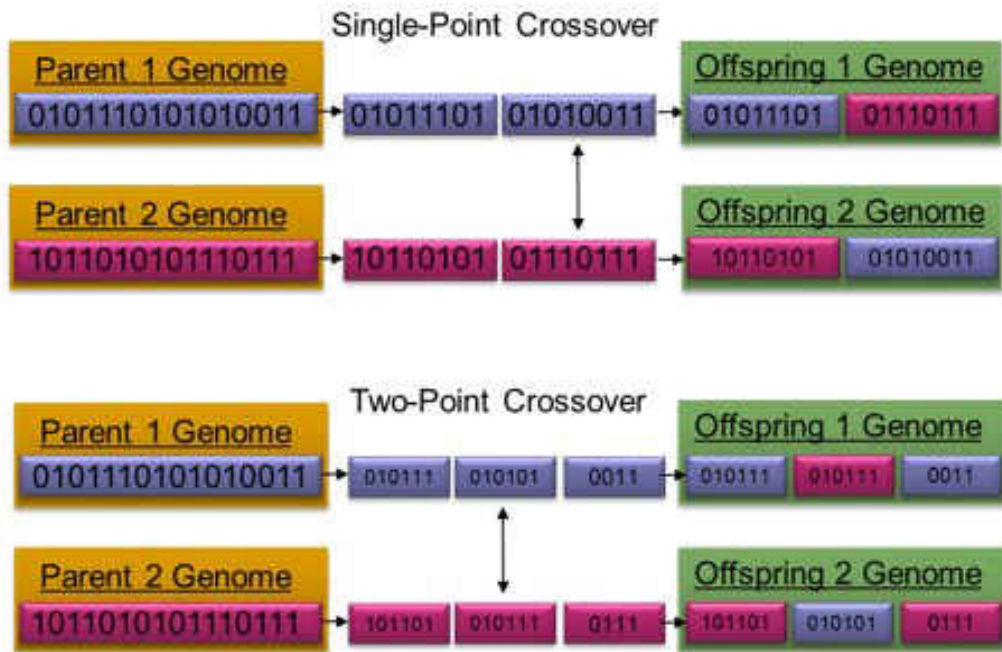 Single-Point Crossover
Parent 1 Genome
0101110101010011
01011101 01010011
Offspring 1 Genome
01011101 01110111
Parent 2 Genome
1011010101110111
10110101 01110111
Offspring 2 Genome
10110101 01010011
Two-Point Crossover
Parent 1 Genome
0101110101010011
010111 010101 0011
Offspring 1 Genome
010111 010111 0011
Parent 2 Genome
1011010101110111
101101 010111 0111
Offspring 2 Genome
101101 010101 0111